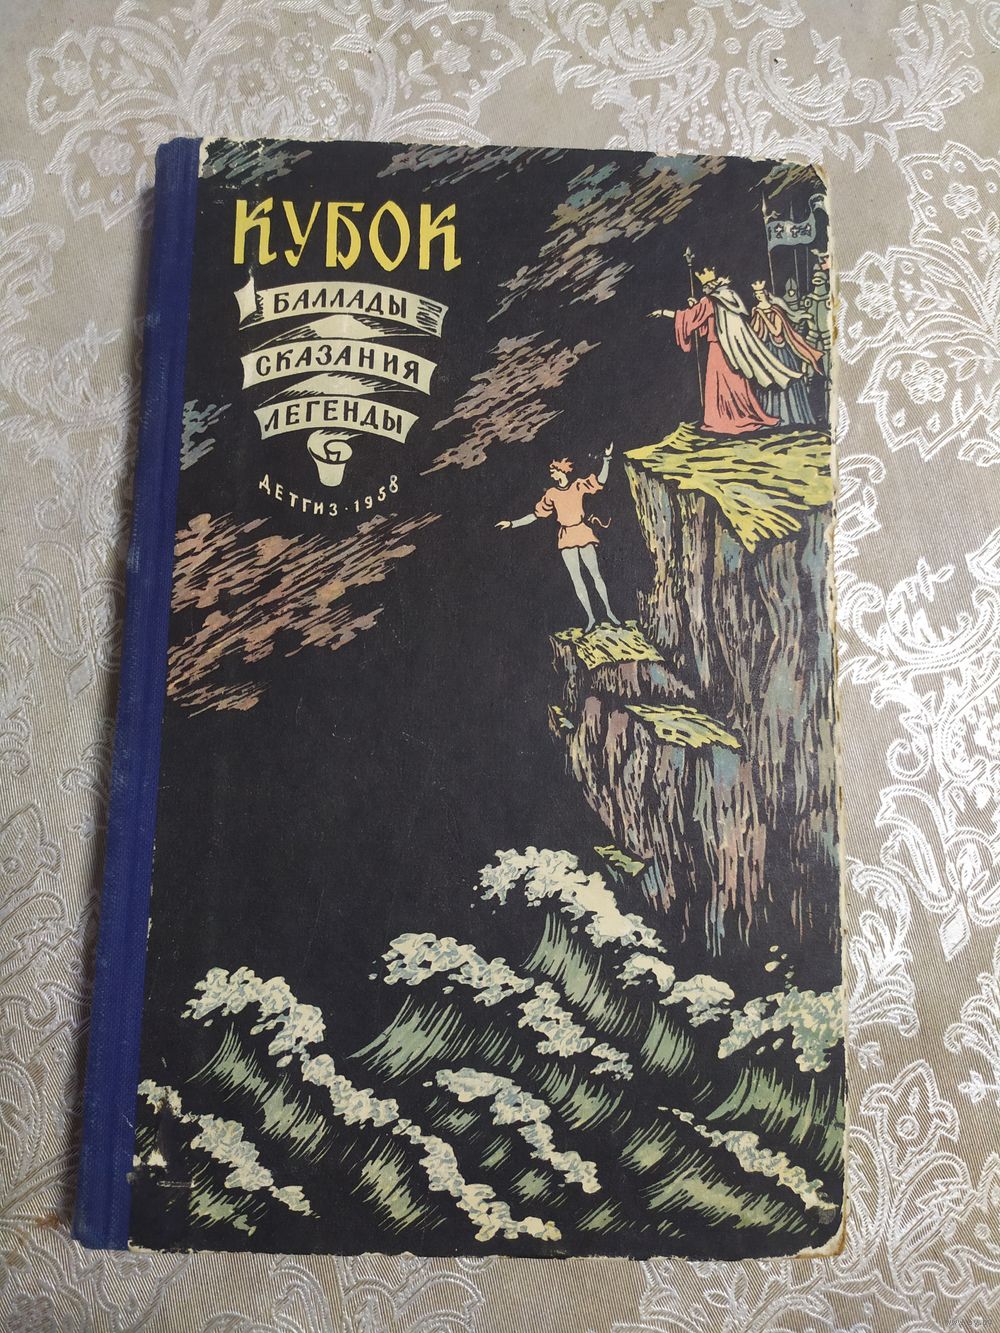 КУБОК
БАЛЛАДЫ
СКАЗАНИЯ
ЛЕГЕНДЫ
ДЕТГИЗ·1958